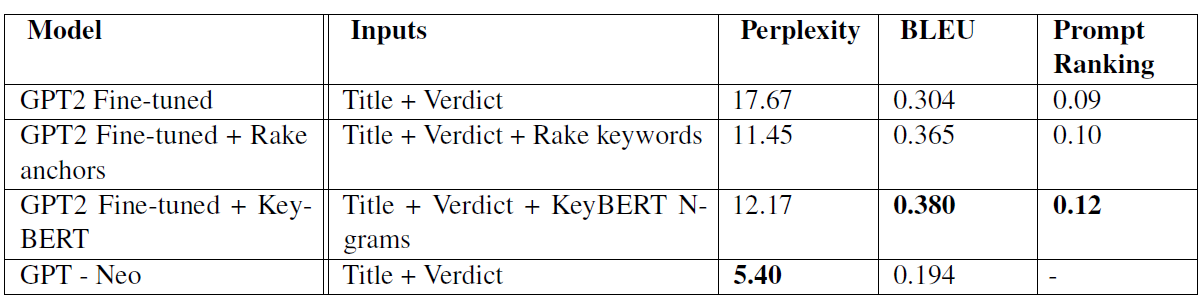 Model Inputs Perplexity BLEU Prompt
Ranking
GPT2 Fine-tuned Title + Verdict 17.67 0.304 0.09
GPT2 Fine-tuned + Rake Title + Verdict + Rake keywords 11.45 0.365 0.10
anchors
GPT2 Fine-tuned + Key- Title + Verdict + KeyBERT N- 12.17 0.380 0.12
BERT grams
GPT - Neo Title + Verdict 5.40 0.194 -